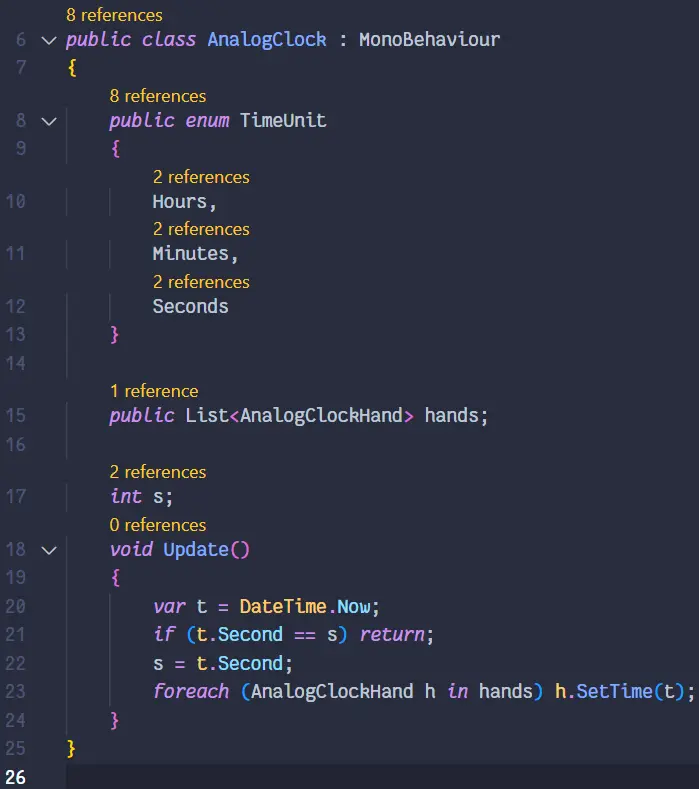 8 references
6 public class AnalogClock : MonoBehaviour
7 {
8 references
8 public enum TimeUnit
9 {
2 references
10 Hours,
2 references
11 Minutes,
2 references
12 Seconds
13 }
14
1 reference
15 public List<AnalogClockHand> hands;
16
2 references
17 int s;
0 references
18 void Update()
19 {
20 var t = DateTime.Now;
21 if (t.Second == s) return;
22 s = t.Second;
23 foreach (AnalogClockHand h in hands) h.SetTime(t);
24 }
25 }
26